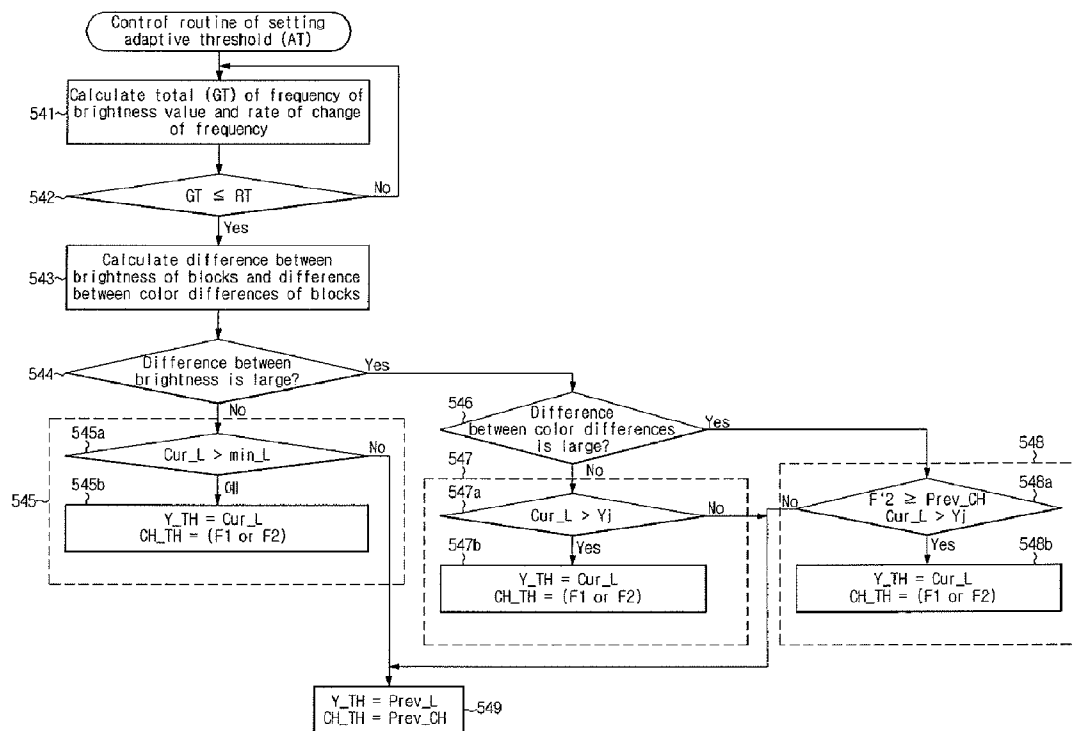 Control routine of setting
adaptive threshold (AT)
541
Calculate total (GT) of frequency of
brightness value and rate of change
of frequency
542
GT ≤ RT
No
Yes
543
Calculate difference between
brightness of blocks and difference
between color differences of blocks
544
Difference between
brightness is large?
Yes
No
546
Difference
between color differences
is large?
Yes
No
545
545a
Cur_L > min_L
No
545b
Y_TH = Cur_L
CH_TH = (F1 or F2)
547
547a
Cur_L > Yj
No
Yes
547b
Y_TH = Cur_L
CH_TH = (F1 or F2)
548
548a
F'2 ≥ Prev_CH
Cur_L > Yj
No
Yes
548b
Y_TH = Cur_L
CH_TH = (F1 or F2)
Y_TH = Prev_L
CH_TH = Prev_CH
549